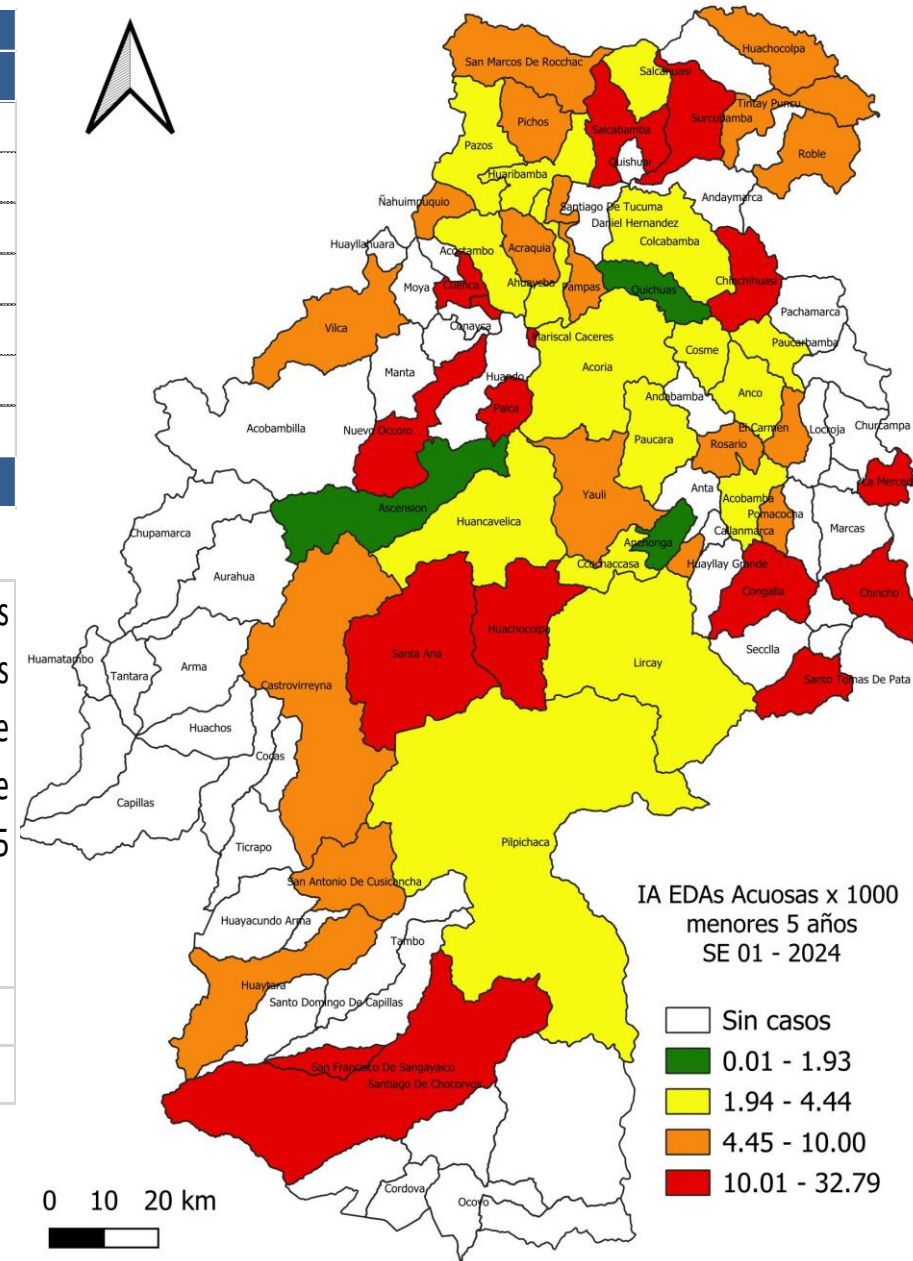 Huachocolpa
San Marcos De Rocchac
Salcahuasi
Tintay Puncu
Surcubamba
Pichos
Salcabamba
Pazos
Roble
Quishuar
Huaribamba
Andaymarca
Ñahuimpuquio
Santiago De Tucuma
Daniel Hernandez
Huayllahuara
Acostambo
Acraquia
Colcabamba
Moya
Cuenca
Ahuaycha
Pampas
Quichuas
Chinchihuasi
Pachamarca
Vilca
Conayca
Mariscal Caceres
Paucarbamba
Manta
Huando
Acoria
Cosme
Palca
Andabamba
Anco
Acobambilla
Nuevo Occoro
Paucara
Rosario
El Carmen
Locroja
Churcampa
Yauli
Anta
Acobamba
La Merced
Ascension
Huancavelica
Pomacocha
Chupamarca
Anchonga
Callanmarca
Marcas
Aurahua
Ccochaccasa
Huayllay Grande
Congalla
Chincho
Huamatambo
Tantara
Arma
Santa Ana
Huachocolpa
Secclla
Lircay
Santo Tomas De Pata
Castrovirreyna
Huachos
Cocas
Capillas
Ticrapo
Pilpichaca
San Antonio De Cusicancha
Huayacundo Arma
Tambo
Huaytara
Santo Domingo De Capillas
San Francisco De Sangayaico
Santiago De Chocorvos
Cordova
Ocoyo
s
s
e
e
5
IA EDAs Acuosas x 1000
menores 5 años
SE 01 - 2024
Sin casos
0.01 - 1.93
1.94 - 4.44
4.45 - 10.00
10.01 - 32.79
0 10 20 km